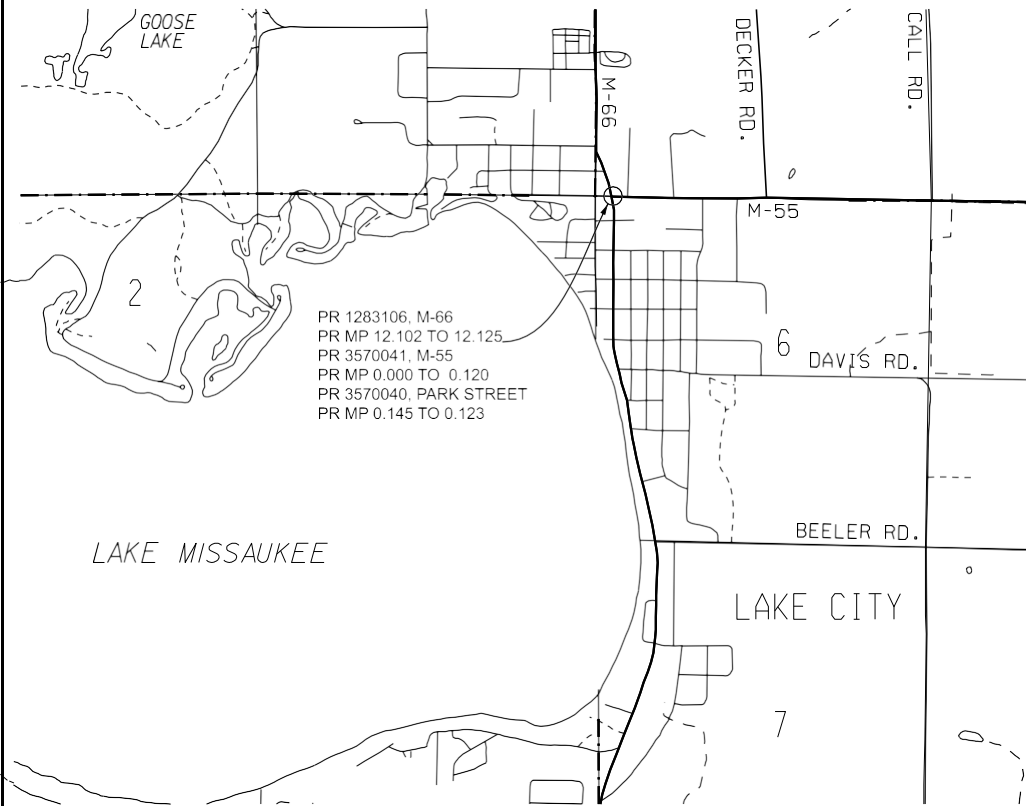 GOOSE
LAKE
M-66
DECKER RD.
CALL RD.
M-55
2
PR 1283106, M-66
PR MP 12.102 TO 12.125
PR 3570041, M-55
PR MP 0.000 TO 0.120
PR 3570040, PARK STREET
PR MP 0.145 TO 0.123
6
DAVIS RD.
BEELER RD.
LAKE MISSAUKEE
LAKE CITY
7